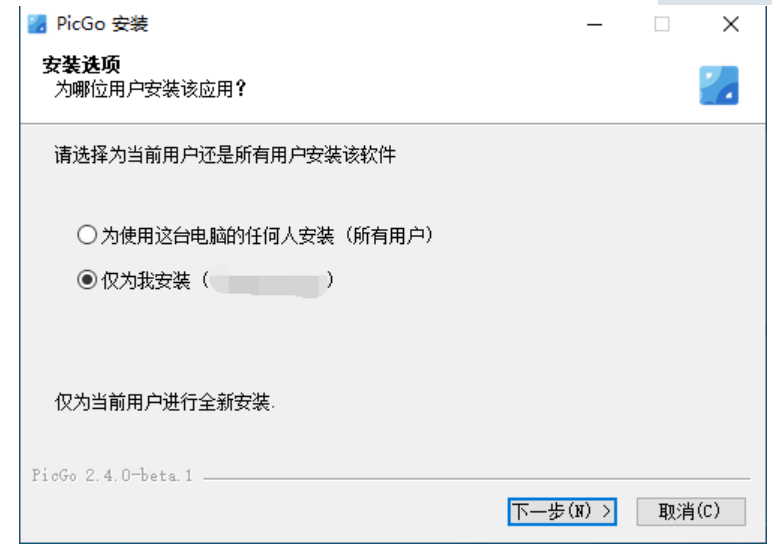 PicGo 安装
安装选项
为哪位用户安装该应用?
请选择为当前用户还是所有用户安装该软件
为使用这台电脑的任何人安装 (所有用户)
仅为我安装 ( )
仅为当前用户进行全新安装.
PicGo 2.4.0-beta.1
下一步(N) >
取消(C)